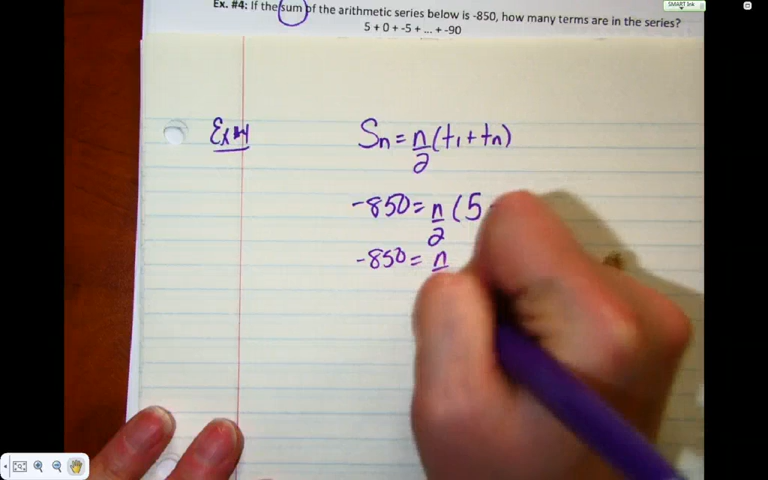 SMART Ink
Ex. #4: If the sum of the arithmetic series below is -850, how many terms are in the series?
5 + 0 + -5 + ... + -90
Ex#4
Sn = n/2 (t1 + tn)
-850 = n/2 (5
-850 = n